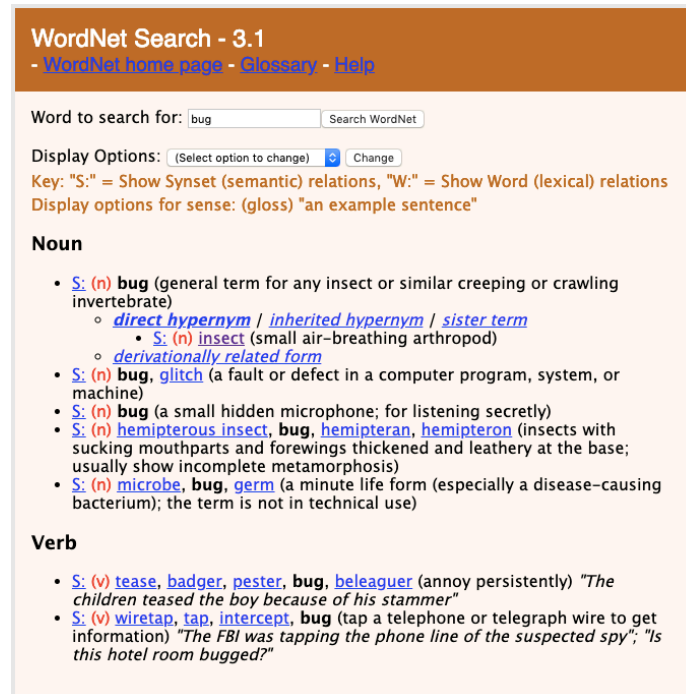 WordNet Search - 3.1
- WordNet home page - Glossary - Help
Word to search for: bug Search WordNet
Display Options: (Select option to change) Change
Key: "S:" = Show Synset (semantic) relations, "W:" = Show Word (lexical) relations
Display options for sense: (gloss) "an example sentence"
Noun
• S: (n) bug (general term for any insect or similar creeping or crawling
invertebrate)
◦ direct hypernym / inherited hypernym / sister term
▪ S: (n) insect (small air-breathing arthropod)
◦ derivationally related form
• S: (n) bug, glitch (a fault or defect in a computer program, system, or
machine)
• S: (n) bug (a small hidden microphone; for listening secretly)
• S: (n) hemipterous insect, bug, hemipteran, hemipteron (insects with
sucking mouthparts and forewings thickened and leathery at the base;
usually show incomplete metamorphosis)
• S: (n) microbe, bug, germ (a minute life form (especially a disease-causing
bacterium); the term is not in technical use)
Verb
• S: (v) tease, badger, pester, bug, beleaguer (annoy persistently) "The
children teased the boy because of his stammer"
• S: (v) wiretap, tap, intercept, bug (tap a telephone or telegraph wire to get
information) "The FBI was tapping the phone line of the suspected spy"; "Is
this hotel room bugged?"